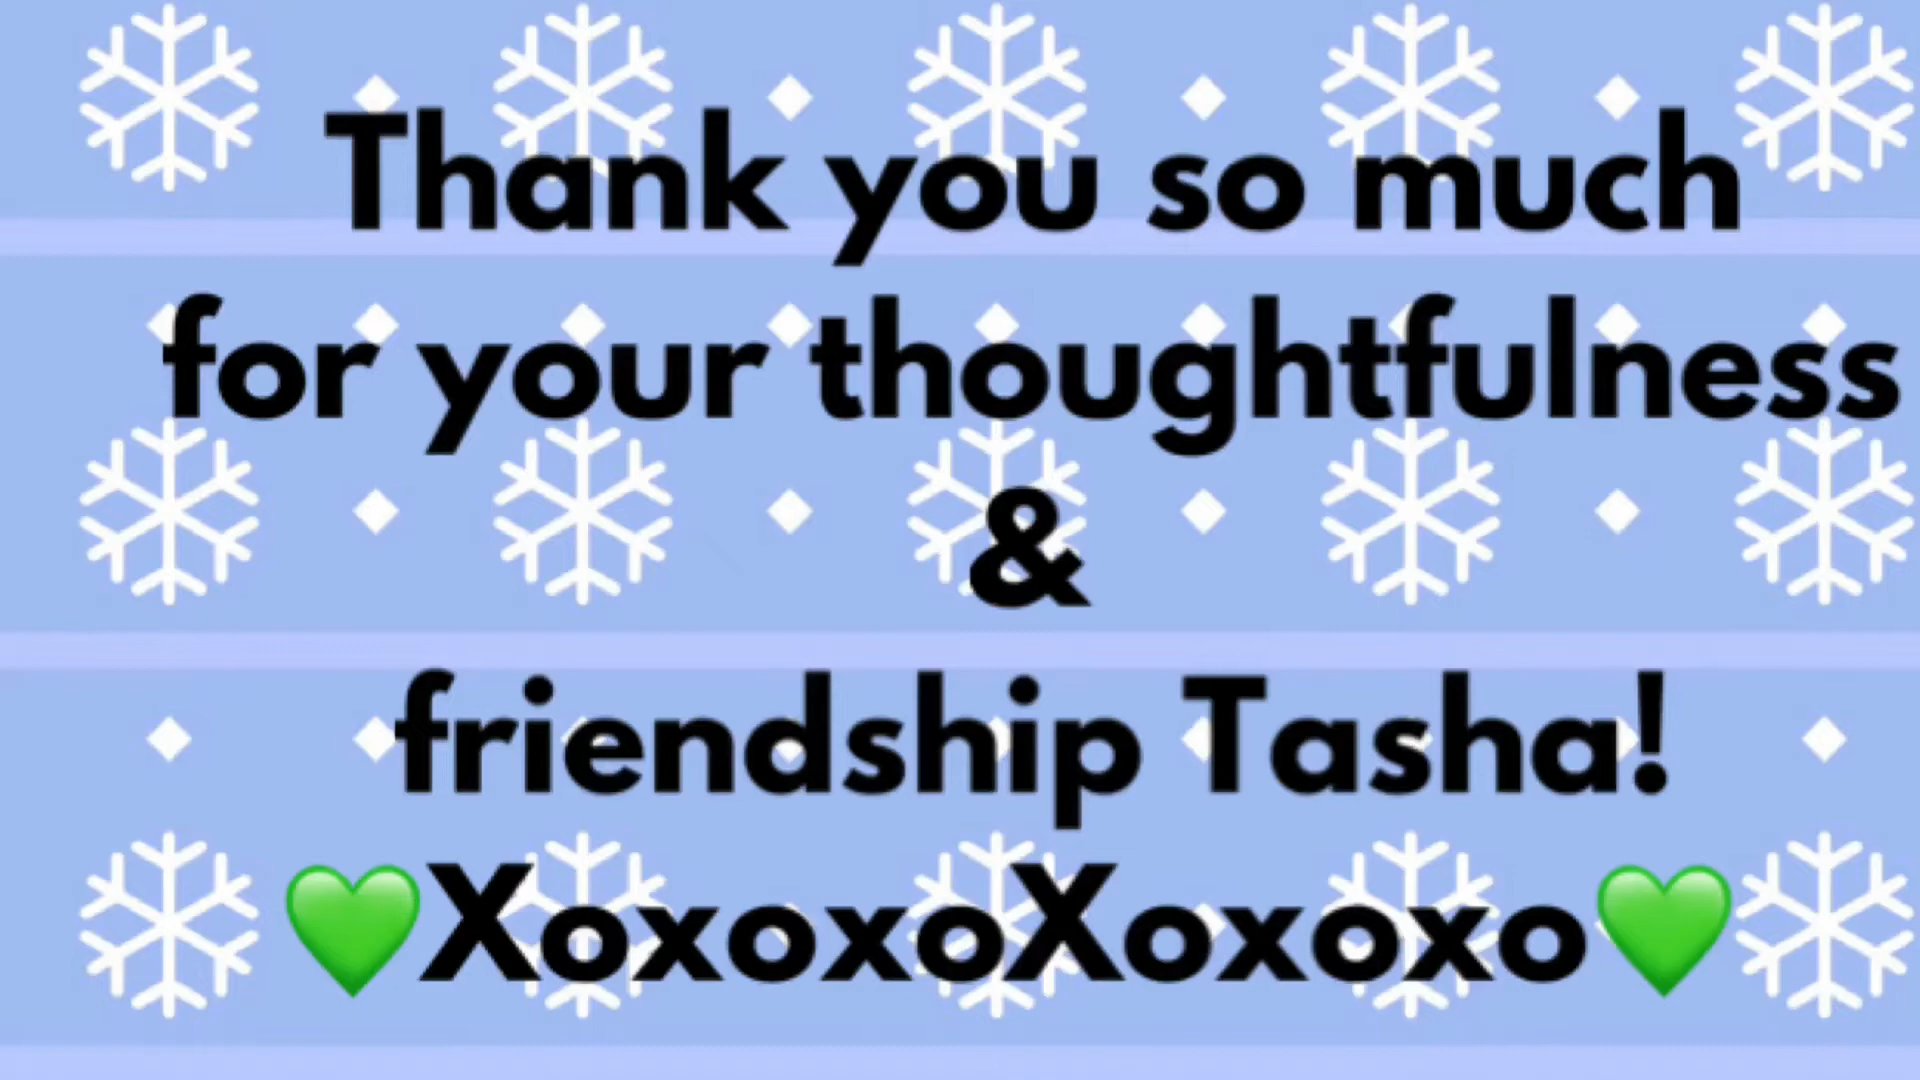 Thank you so much
for your thoughtfulness
&
friendship Tasha!
💚XoxoxoXoxoxo💚